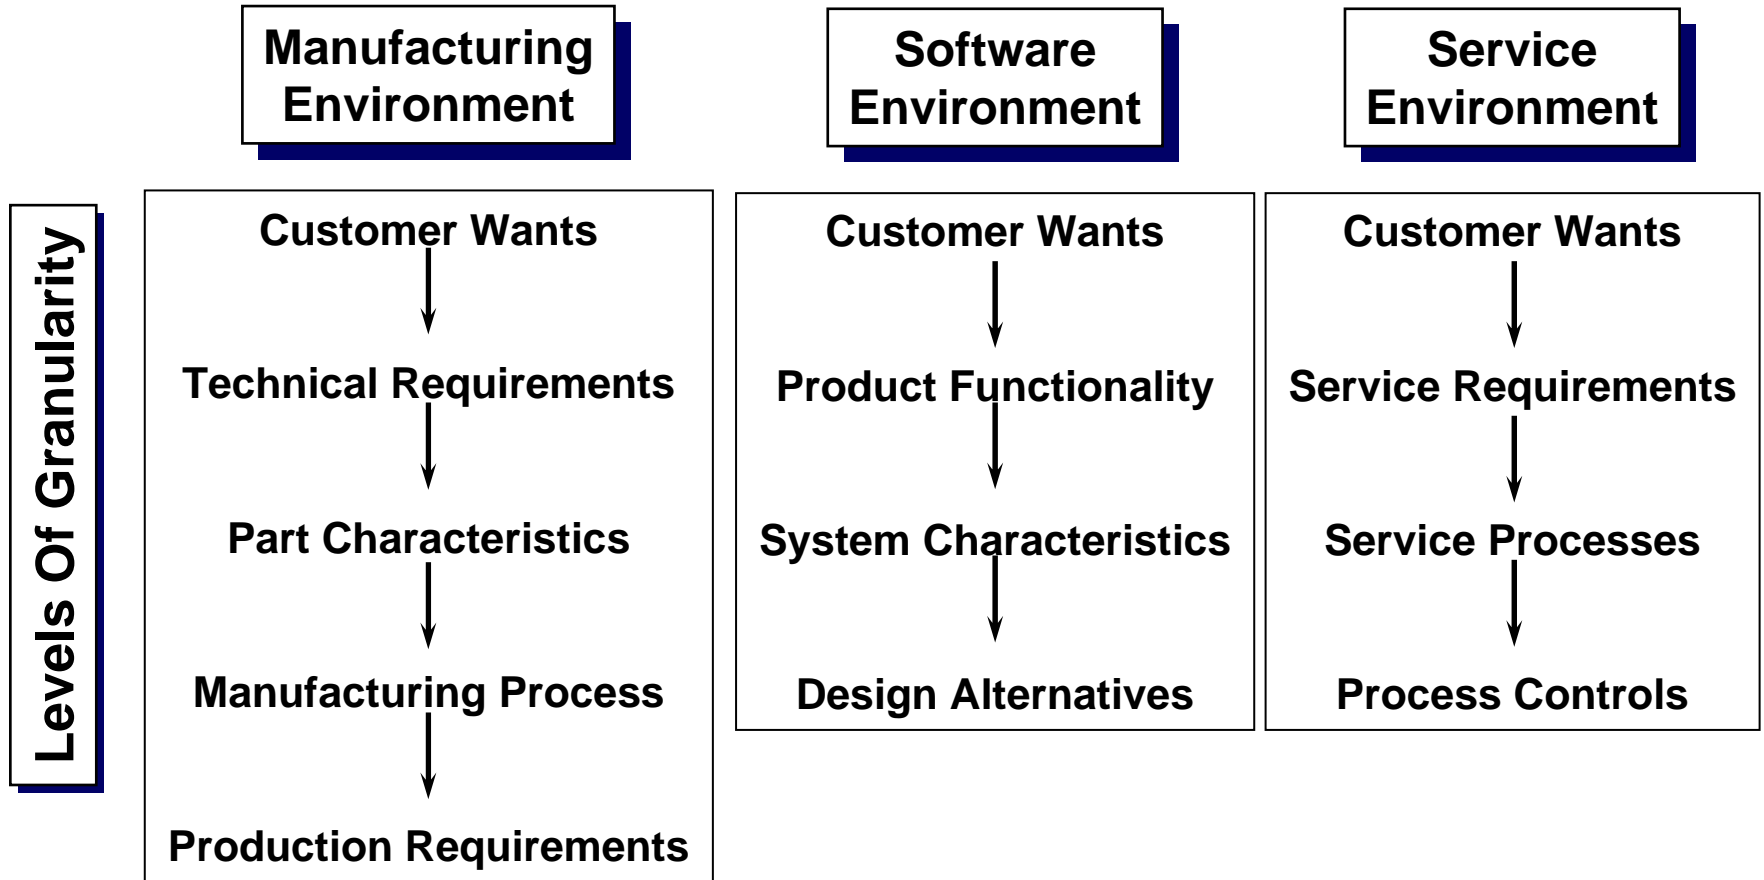 Manufacturing
Environment
Software
Environment
Service
Environment
Levels Of Granularity
Customer Wants
Technical Requirements
Part Characteristics
Manufacturing Process
Production Requirements
Customer Wants
Product Functionality
System Characteristics
Design Alternatives
Customer Wants
Service Requirements
Service Processes
Process Controls